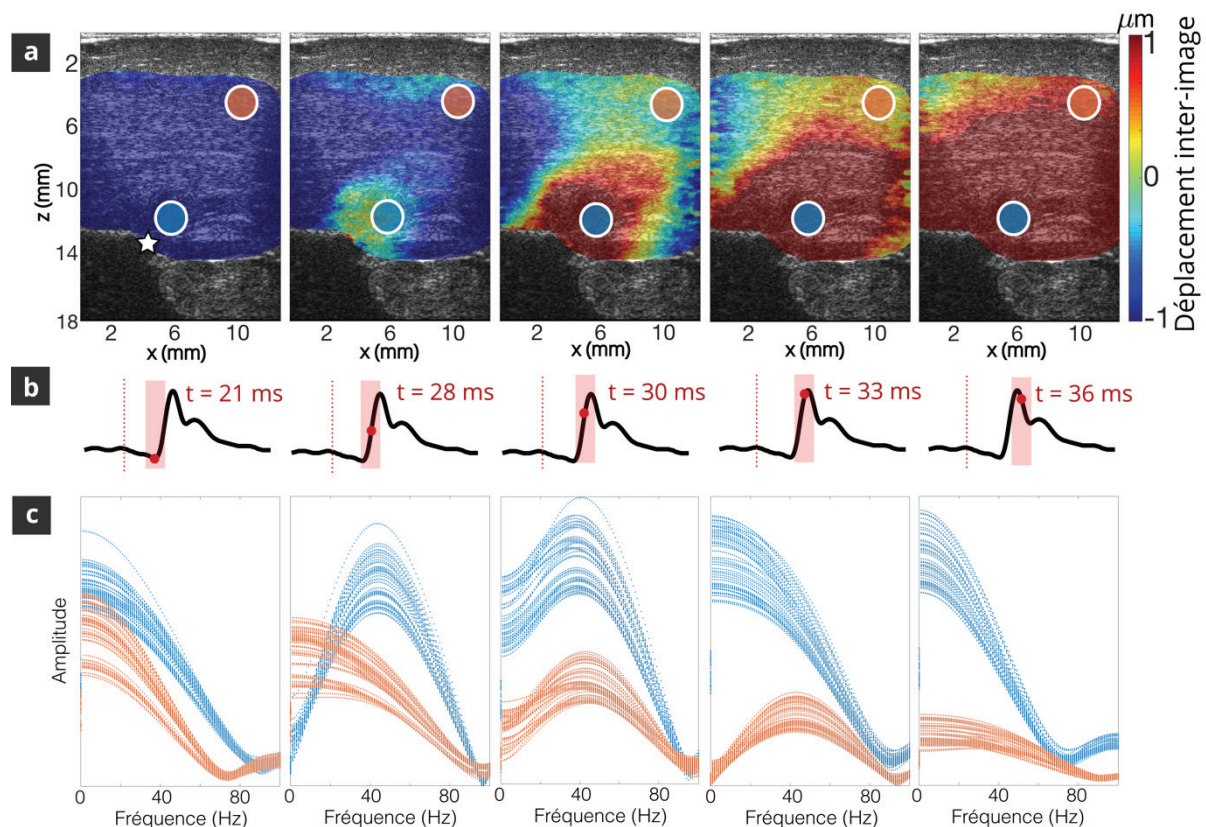 a
μm
2
6
10
14
18
z (mm)
2 6 10
2 6 10
2 6 10
2 6 10
2 6 10
x (mm)
x (mm)
x (mm)
x (mm)
x (mm)
1
0
-1
Déplacement inter-image
b
t = 21 ms
t = 28 ms
t = 30 ms
t = 33 ms
t = 36 ms
c
Amplitude
0 40 80
0 40 80
0 40 80
0 40 80
0 40 80
Fréquence (Hz)
Fréquence (Hz)
Fréquence (Hz)
Fréquence (Hz)
Fréquence (Hz)